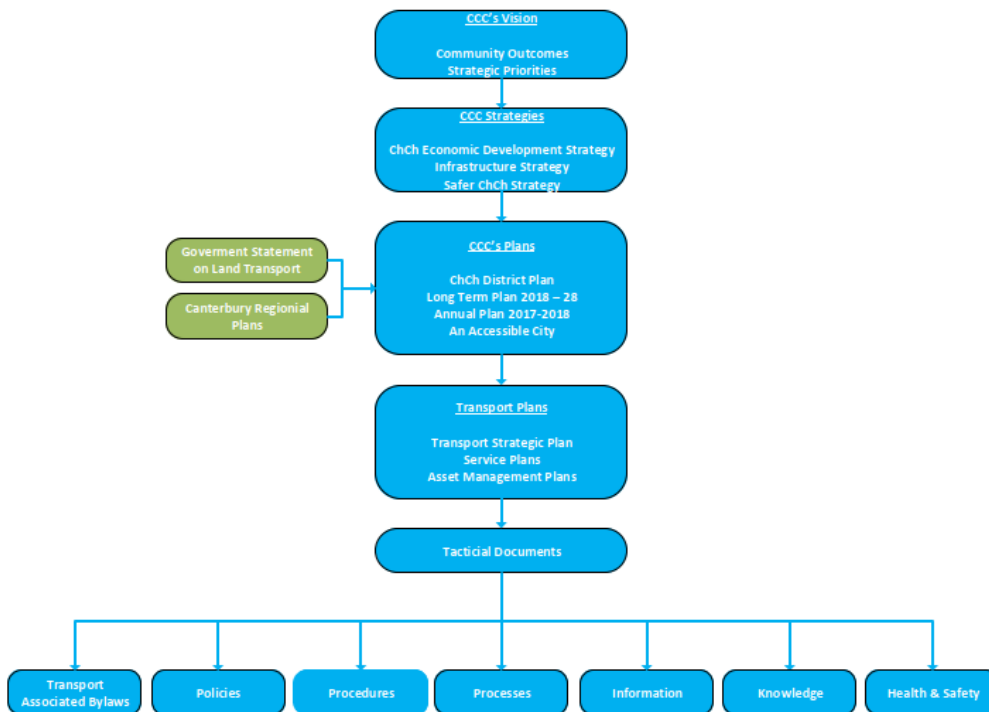 CCC's Vision
Community Outcomes
Strategic Priorities
CCC Strategies
ChCh Economic Development Strategy
Infrastructure Strategy
Safer ChCh Strategy
Goverment Statement
on Land Transport
Canterbury Regionial
Plans
CCC's Plans
ChCh District Plan
Long Term Plan 2018 – 28
Annual Plan 2017-2018
An Accessible City
Transport Plans
Transport Strategic Plan
Service Plans
Asset Management Plans
Tacticial Documents
Transport
Associated Bylaws
Policies
Procedures
Processes
Information
Knowledge
Health & Safety